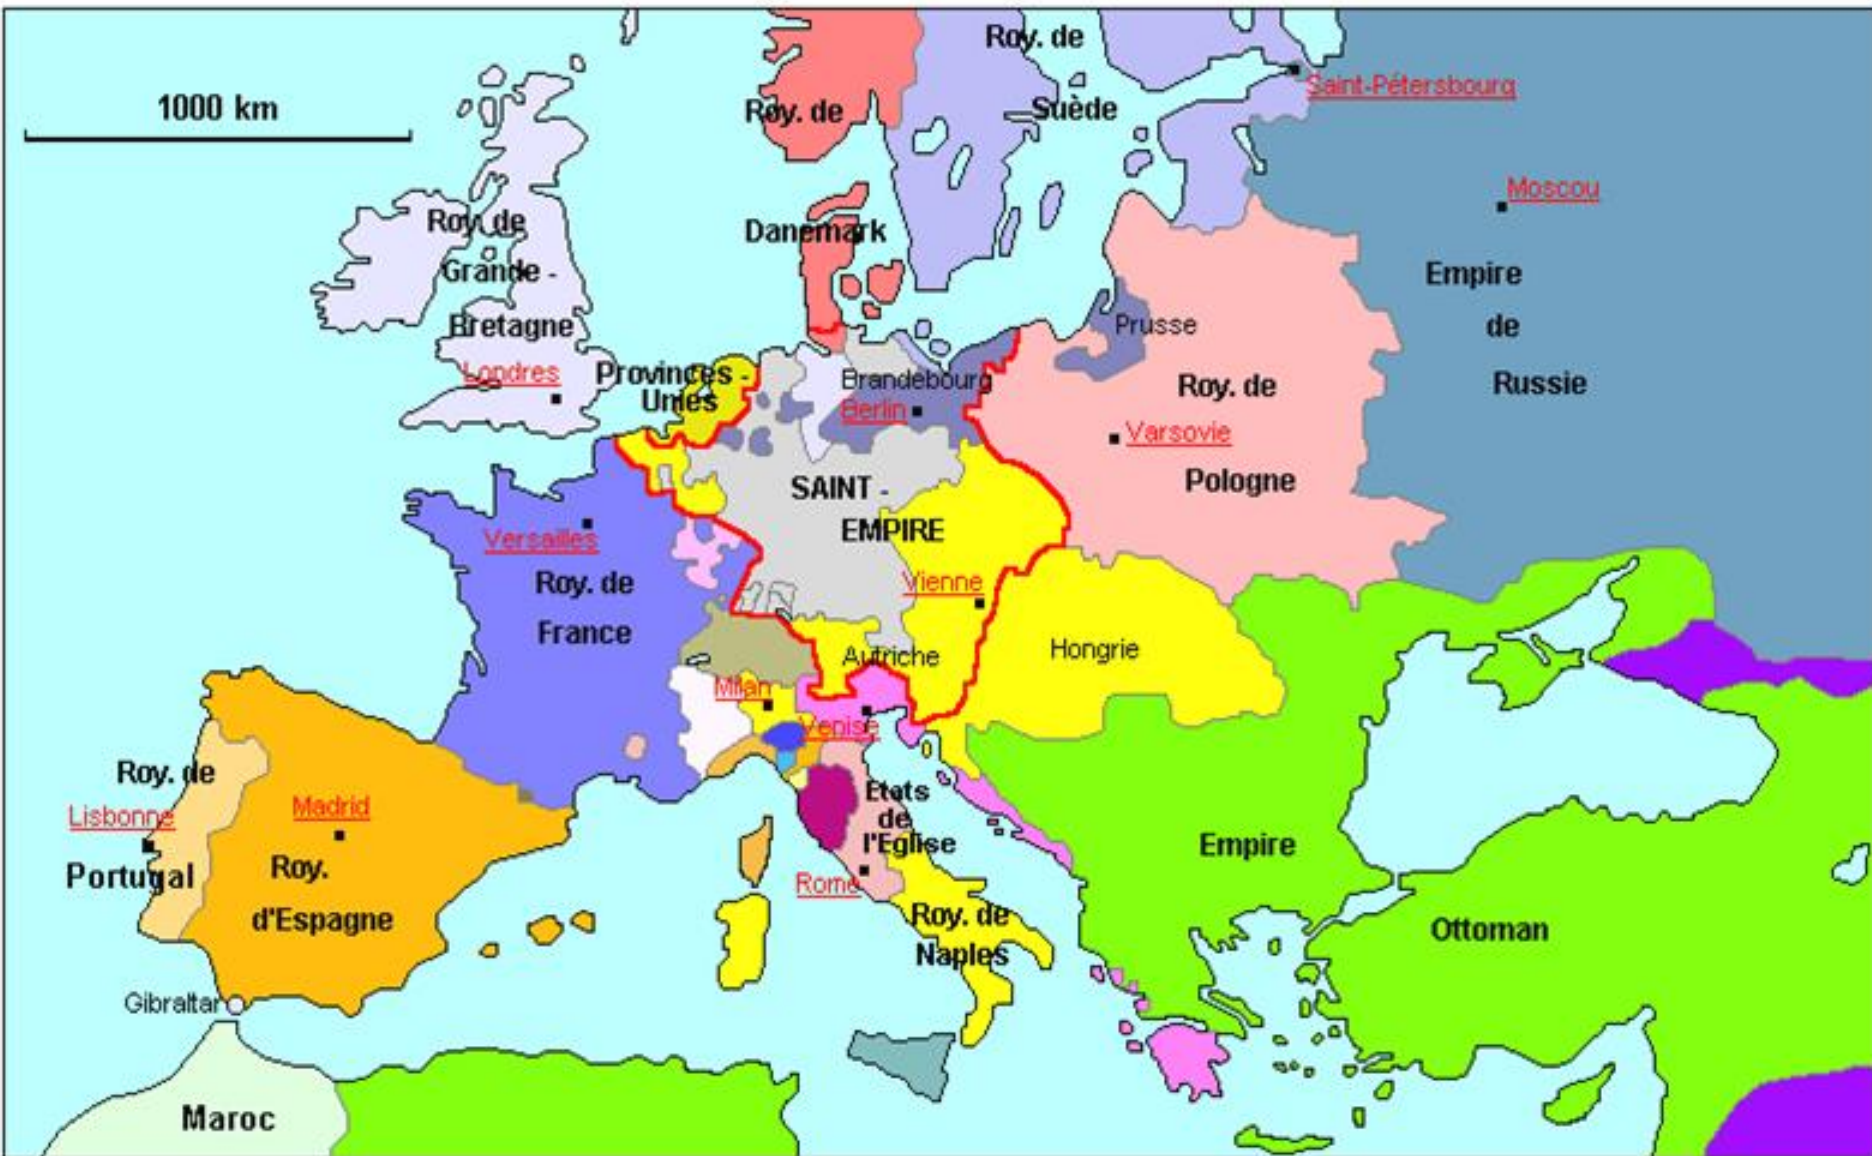 1000 km
Roy. de
Suède
Saint-Pétersbourg
Roy. de
Danemark
Moscou
Empire
de
Russie
Roy. de
Grande -
Bretagne
Londres
Provinces -
Unies
Brandebourg
Berlin
Prusse
Roy. de
Pologne
Varsovie
SAINT -
EMPIRE
Versailles
Roy. de
France
Vienne
Autriche
Hongrie
Milan
Venise
Roy. de
Portugal
Lisbonne
Madrid
Roy.
d'Espagne
Etats
de
l'Eglise
Rome
Roy. de
Naples
Empire
Ottoman
Gibraltar
Maroc